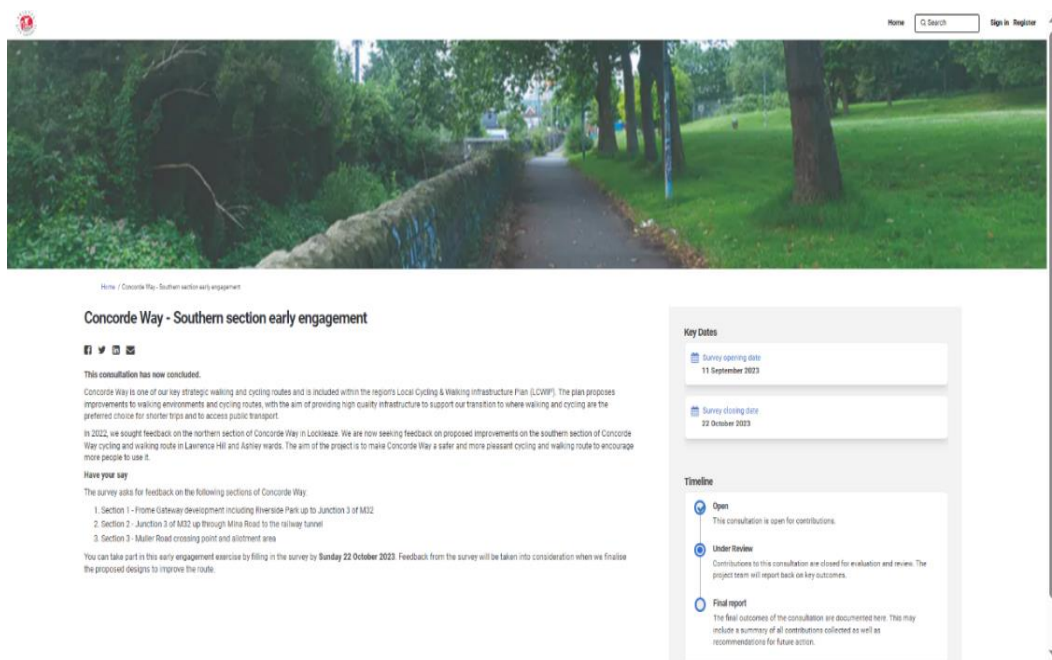 Home
Search
Sign in Register
Home / Concorde Way - Southern section early engagement
Concorde Way - Southern section early engagement
This consultation has now concluded.
Concorde Way is one of our key strategic walking and cycling routes and is included within the region's Local Cycling & Walking Infrastructure Plan (LCWIP). The plan proposes
improvements to walking environments and cycling routes, with the aim of providing high quality infrastructure to support our transition to where walking and cycling are the
preferred choice for shorter trips and to access public transport.
In 2022, we sought feedback on the northern section of Concorde Way in Lockleaze. We are now seeking feedback on proposed improvements on the southern section of Concorde
Way cycling and walking route in Lawrence Hill and Ashley wards. The aim of the project is to make Concorde Way a safer and more pleasant cycling and walking route to encourage
more people to use it.
Have your say
The survey asks for feedback on the following sections of Concorde Way:
1. Section 1 - Frome Gateway development including Riverside Park up to Junction 3 of M32
2. Section 2 - Junction 3 of M32 up through Mina Road to the railway tunnel
3. Section 3 - Muller Road crossing point and allotment area
You can take part in this early engagement exercise by filling in the survey by Sunday 22 October 2023. Feedback from the survey will be taken into consideration when we finalise
the proposed designs to improve the route.
Key Dates
Survey opening date
11 September 2023
Survey closing date
22 October 2023
Timeline
Open
This consultation is open for contributions.
Under Review
Contributions to this consultation are closed for evaluation and review. The
project team will report back on key outcomes.
Final report
The final outcomes of the consultation are documented here. This may
include a summary of all contributions collected as well as
recommendations for future action.